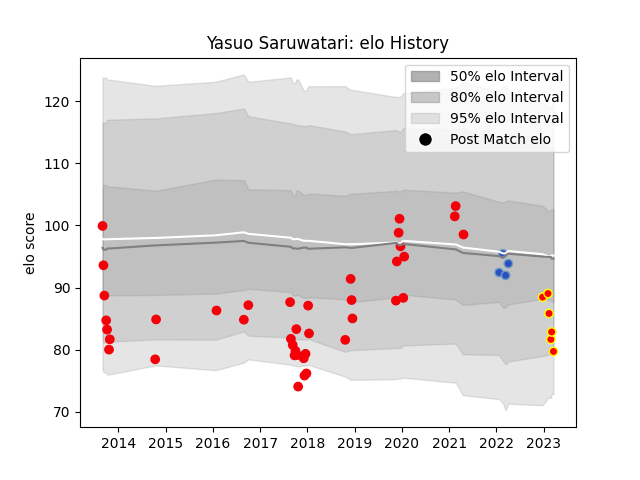 Yasuo Saruwatari: elo History
50% elo Interval
80% elo Interval
95% elo Interval
Post Match elo
elo score
120
110
100
90
80
70
2014 2015 2016 2017 2018 2019 2020 2021 2022 2023